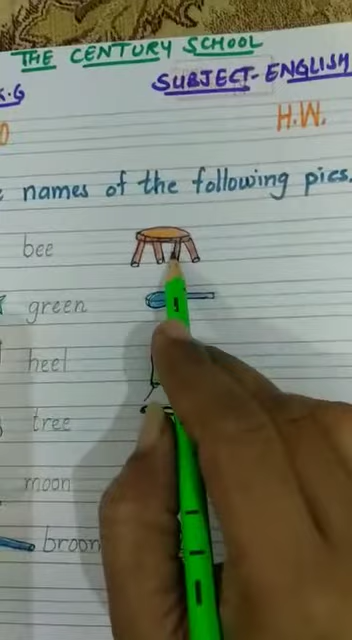 THE CENTURY SCHOOL
K.G SUBJECT-ENGLISH
H.W.
names of the following pics.
bee
green
heel
tree
moon
broom